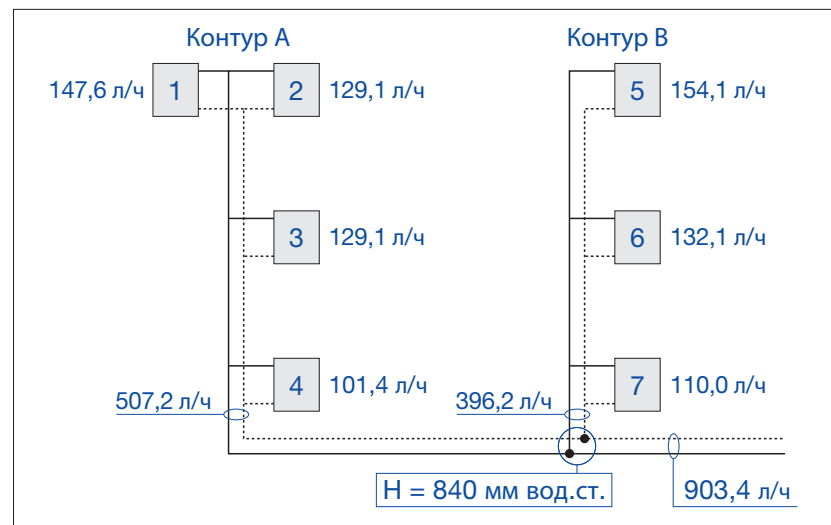 Контур А
Контур В
147,6 л/ч
1
2
129,1 л/ч
5
154,1 л/ч
3
129,1 л/ч
6
132,1 л/ч
4
101,4 л/ч
7
110,0 л/ч
507,2 л/ч
396,2 л/ч
Н = 840 мм вод.ст.
903,4 л/ч